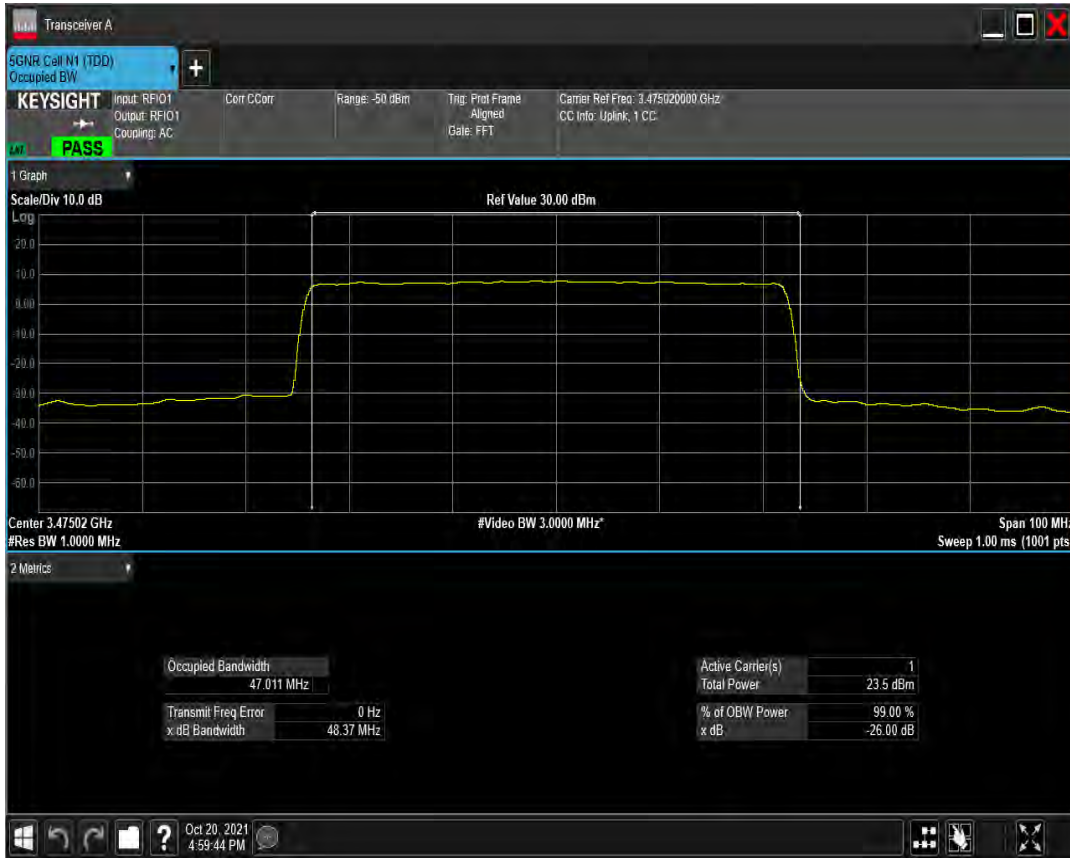 Transceiver A
5GNR Cell N1 (TDD)
Occupied BW
+
KEYSIGHT Input: RFIO1 Corr CCorr Range: -50 dBm Trig: Prot Frame Carrier Ref Freq: 3.475020000 GHz
Output: RFIO1 Aligned CC Info: Uplink, 1 CC
Coupling: AC Gate: FFT
PASS
1 Graph
Scale/Div 10.0 dB Ref Value 30.00 dBm
Log
20.0
10.0
0.00
-10.0
-20.0
-30.0
-40.0
-50.0
-60.0
Center 3.47502 GHz #Video BW 3.0000 MHz* Span 100 MHz
#Res BW 1.0000 MHz Sweep 1.00 ms (1001 pts
2 Metrics
Occupied Bandwidth
47.011 MHz
Active Carrier(s) 1
Total Power 23.5 dBm
Transmit Freq Error 0 Hz
x dB Bandwidth 48.37 MHz
% of OBW Power 99.00 %
x dB -26.00 dB
?
Oct 20, 2021
4:59:44 PM